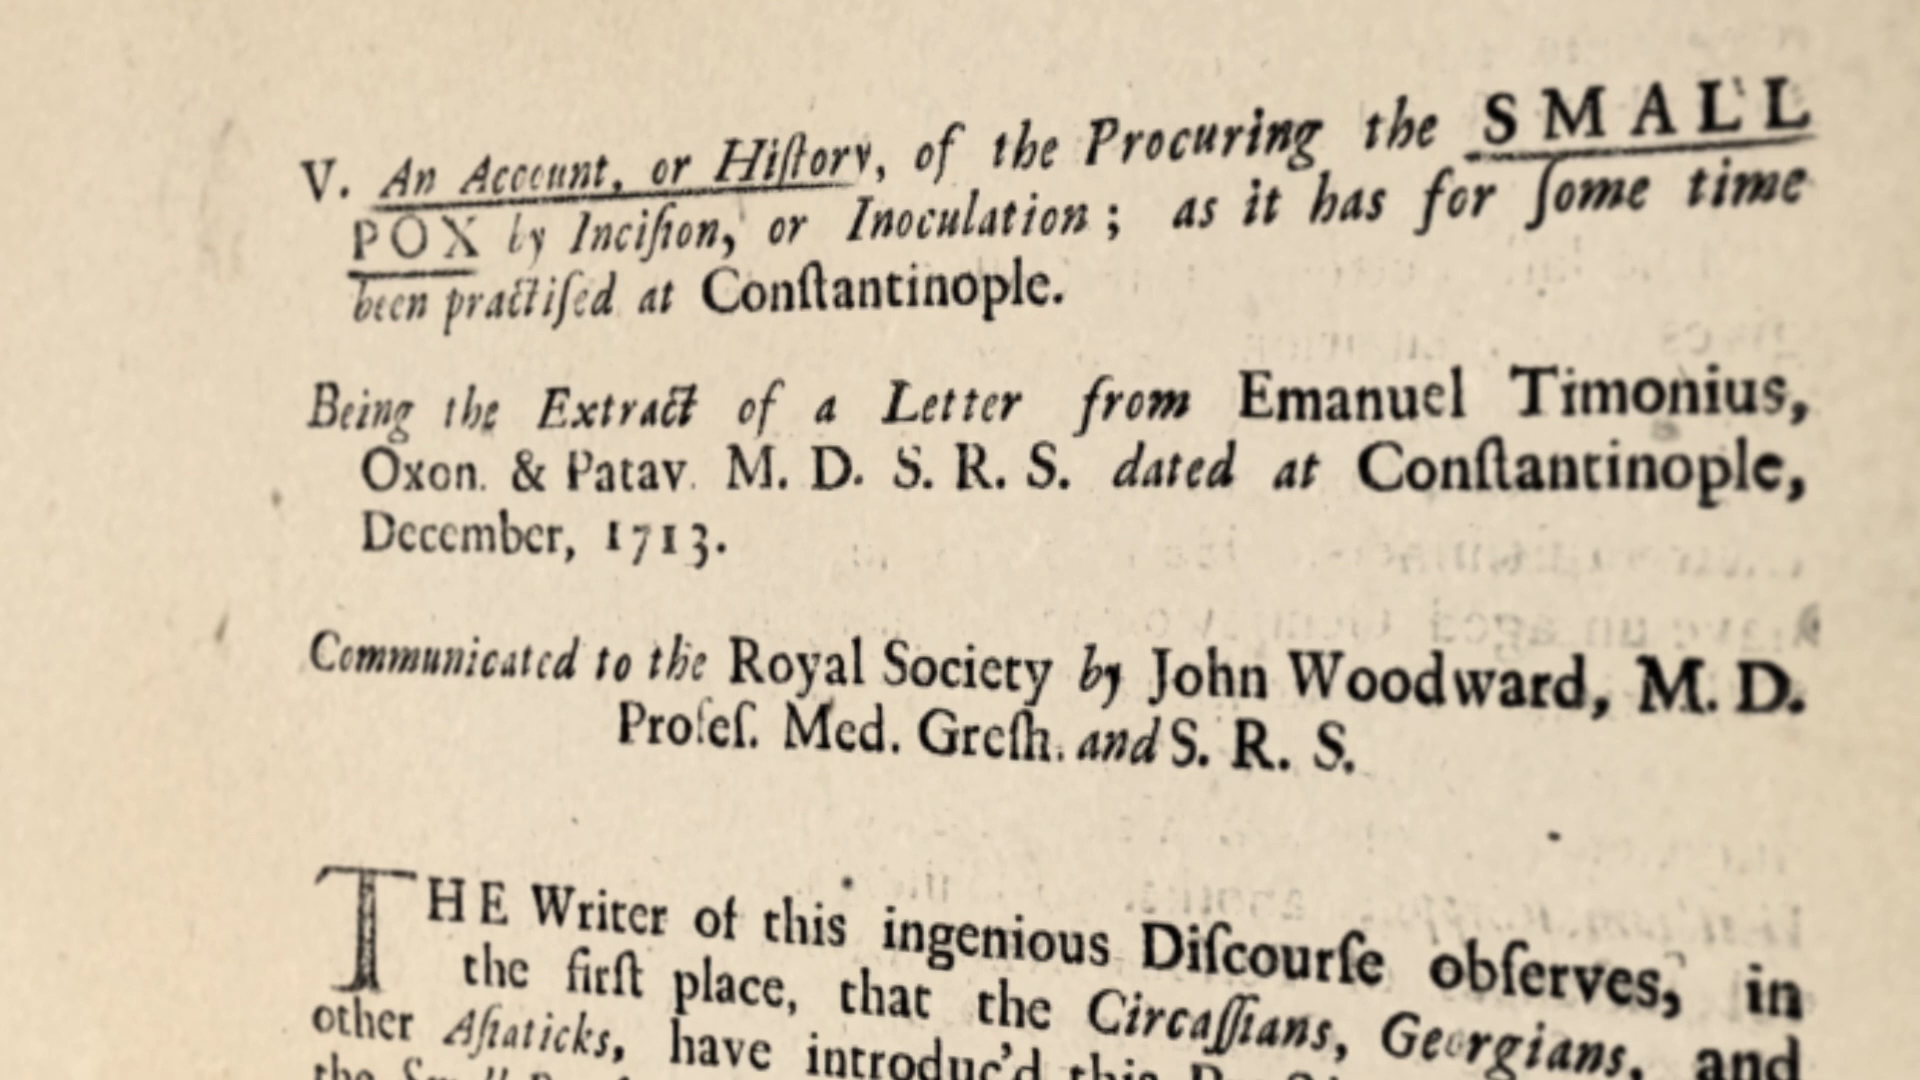 V. An Account, or Hiſtory, of the Procuring the SMALL
POX by Inciſion, or Inoculation; as it has for ſome time
been practiſed at Conſtantinople.
Being the Extract of a Letter from Emanuel Timonius,
Oxon. & Patav. M. D. S. R. S. dated at Conſtantinople,
December, 1713.
Communicated to the Royal Society by John Woodward, M. D.
Profeſ. Med. Greſh. and S. R. S.
THE Writer of this ingenious Diſcourſe obſerves, in
the firſt place, that the Circaſſians, Georgians, and
other Aſiaticks, have introduc'd this
the